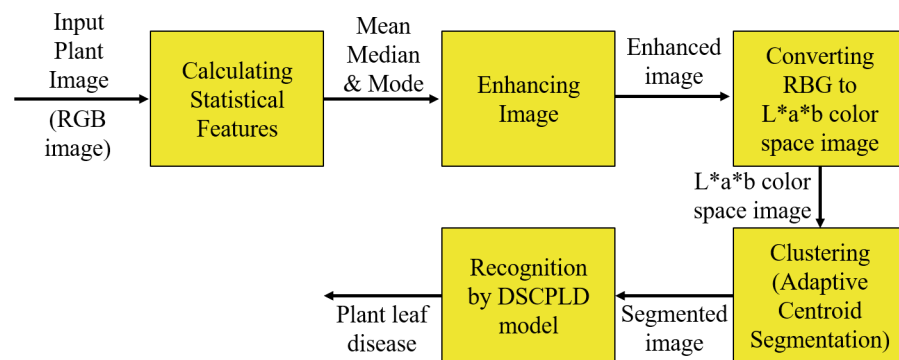 Input
Plant
Image
(RGB
image)
Calculating
Statistical
Features
Mean
Median
& Mode
Enhancing
Image
Enhanced
image
Converting
RBG to
L*a*b color
space image
L*a*b color
space image
Clustering
(Adaptive
Centroid
Segmentation)
Segmented
image
Recognition
by DSCPLD
model
Plant leaf
disease